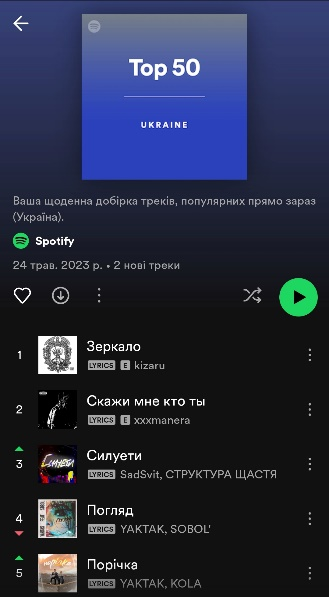 Top 50
UKRAINE
Ваша щоденна добірка треків, популярних прямо зараз
(Україна).
Spotify
24 трав. 2023 р. • 2 нові треки
1
Зеркало
LYRICS E kizaru
2
Скажи мне кто ты
LYRICS E xxxmanera
3
Силуети
LYRICS SadSvit, СТРУКТУРА ЩАСТЯ
4
Погляд
LYRICS YAKTAK, SOBOL'
5
Порічка
LYRICS YAKTAK, KOLA